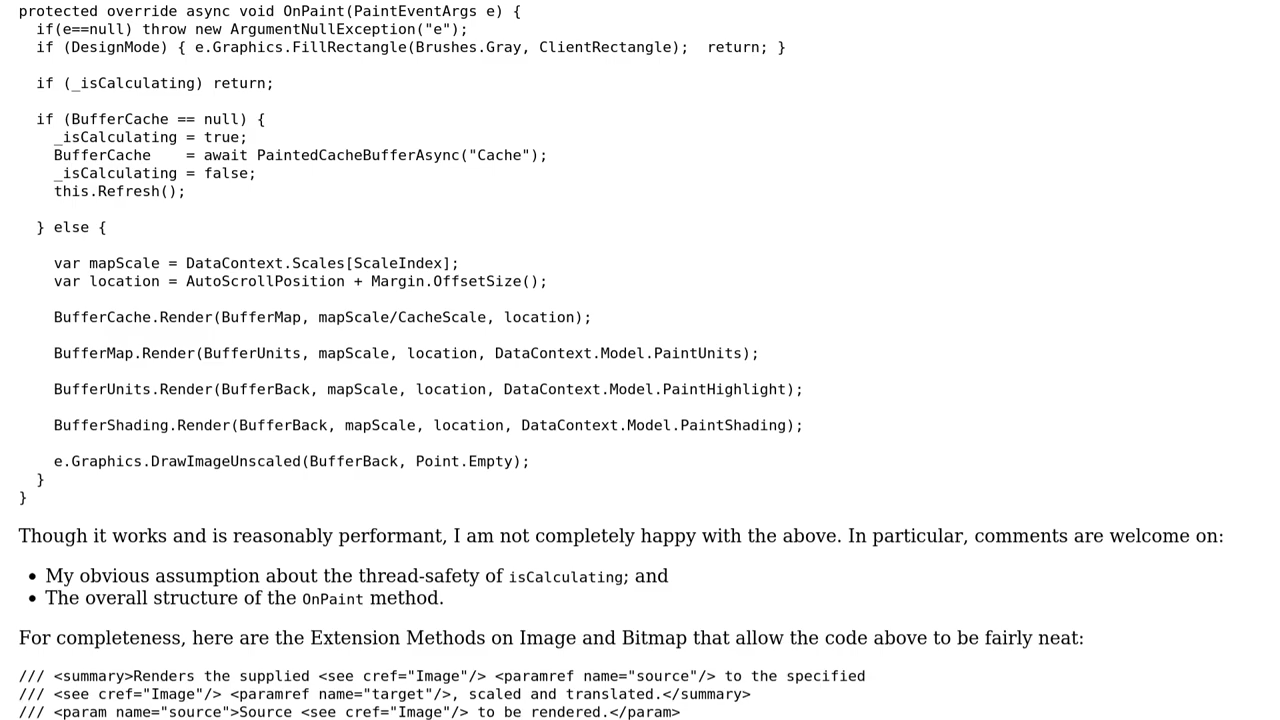 protected override async void OnPaint(PaintEventArgs e) {
  if(e==null) throw new ArgumentNullException("e");
  if (DesignMode) { e.Graphics.FillRectangle(Brushes.Gray, ClientRectangle);  return; }

  if (_isCalculating) return;

  if (BufferCache == null) {
    _isCalculating = true;
    BufferCache    = await PaintedCacheBufferAsync("Cache");
    _isCalculating = false;
    this.Refresh();

  } else {

    var mapScale = DataContext.Scales[ScaleIndex];
    var location = AutoScrollPosition + Margin.OffsetSize();

    BufferCache.Render(BufferMap, mapScale/CacheScale, location);

    BufferMap.Render(BufferUnits, mapScale, location, DataContext.Model.PaintUnits);

    BufferUnits.Render(BufferBack, mapScale, location, DataContext.Model.PaintHighlight);

    BufferShading.Render(BufferBack, mapScale, location, DataContext.Model.PaintShading);

    e.Graphics.DrawImageUnscaled(BufferBack, Point.Empty);
  }
}
Though it works and is reasonably performant, I am not completely happy with the above. In particular, comments are welcome on:
• My obvious assumption about the thread-safety of isCalculating; and
• The overall structure of the OnPaint method.
For completeness, here are the Extension Methods on Image and Bitmap that allow the code above to be fairly neat:
/// <summary>Renders the supplied <see cref="Image"/> <paramref name="source"/> to the specified
/// <see cref="Image"/> <paramref name="target"/>, scaled and translated.</summary>
/// <param name="source">Source <see cref="Image"/> to be rendered.</param>